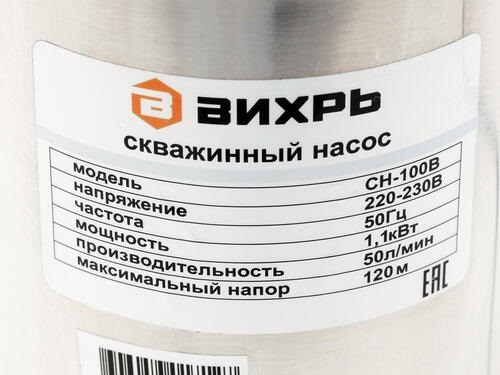 ВИХРЬ
скважинный насос
модель СН-100В
напряжение 220-230В
частота 50Гц
мощность 1,1кВт
производительность 50л/мин
максимальный напор 120м
ЕАС